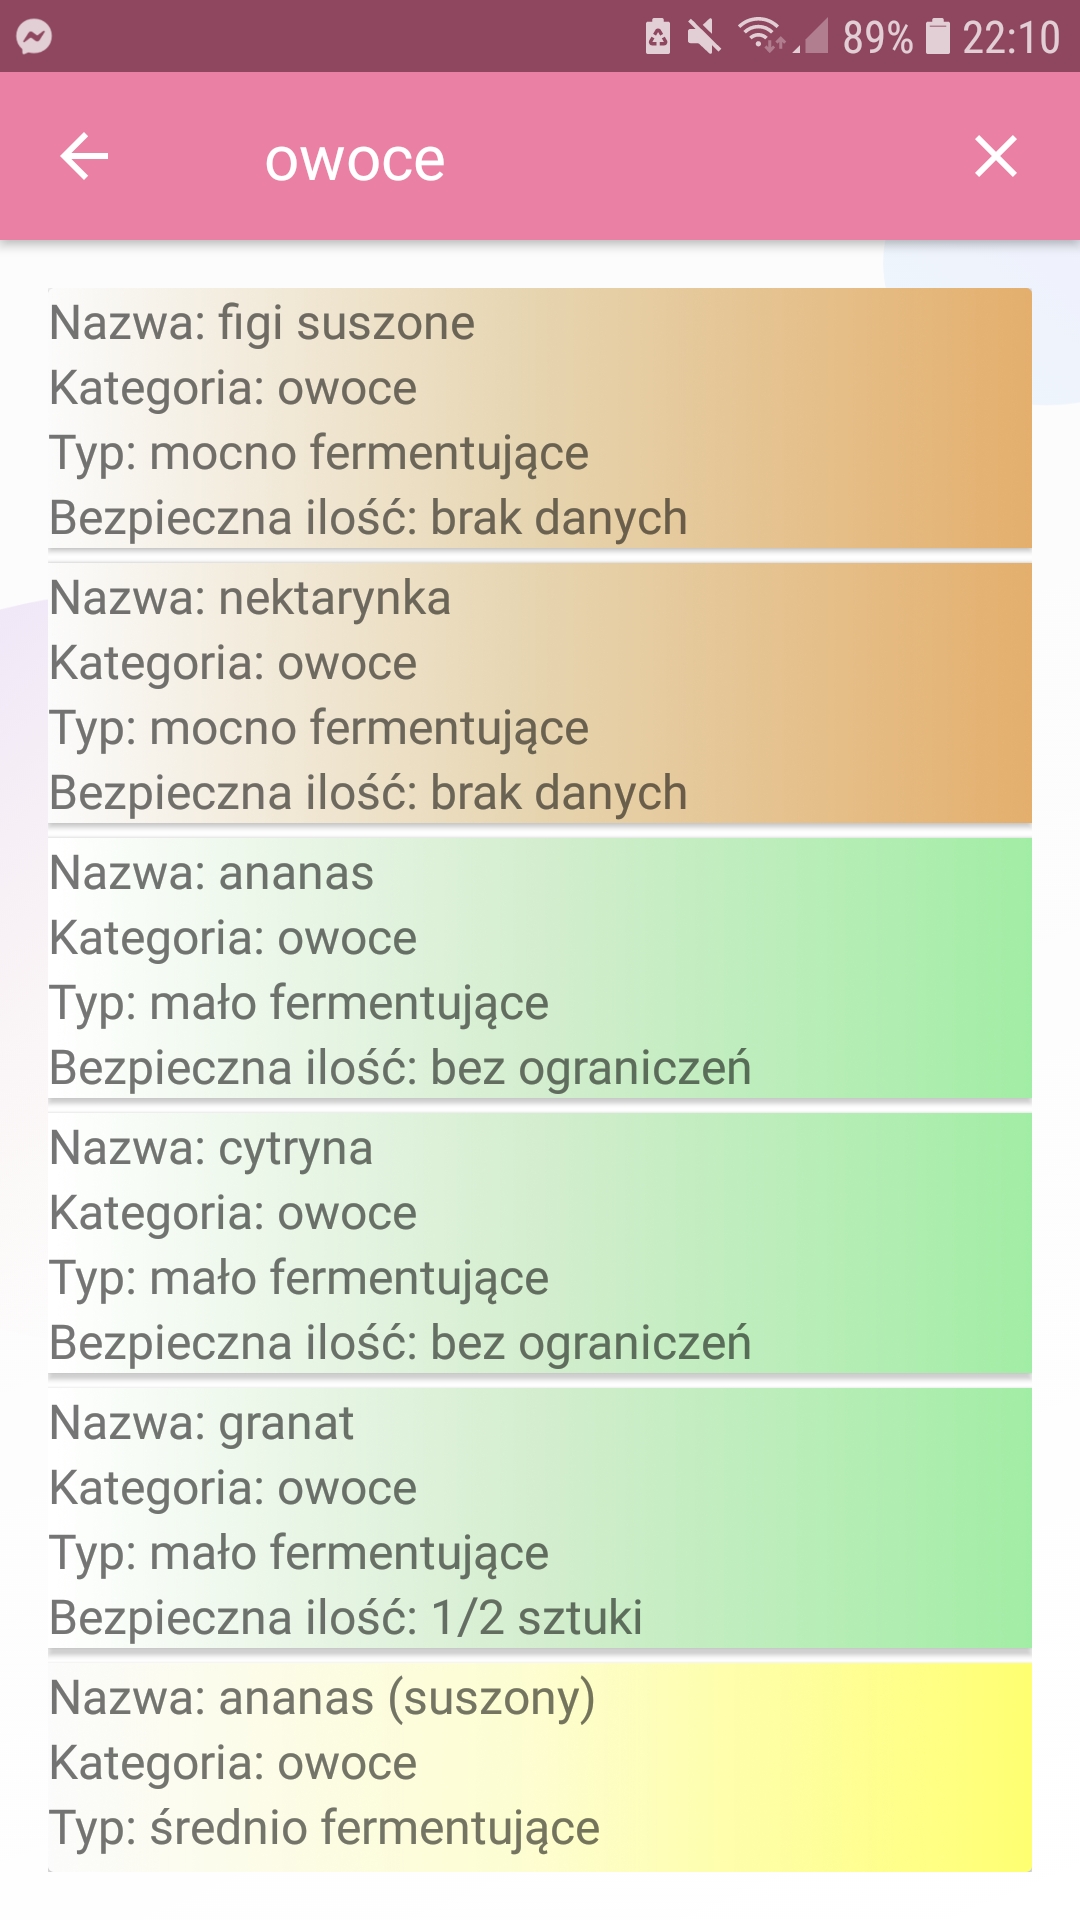 89% 22:10
owoce
Nazwa: figi suszone
Kategoria: owoce
Typ: mocno fermentujące
Bezpieczna ilość: brak danych
Nazwa: nektarynka
Kategoria: owoce
Typ: mocno fermentujące
Bezpieczna ilość: brak danych
Nazwa: ananas
Kategoria: owoce
Typ: mało fermentujące
Bezpieczna ilość: bez ograniczeń
Nazwa: cytryna
Kategoria: owoce
Typ: mało fermentujące
Bezpieczna ilość: bez ograniczeń
Nazwa: granat
Kategoria: owoce
Typ: mało fermentujące
Bezpieczna ilość: 1/2 sztuki
Nazwa: ananas (suszony)
Kategoria: owoce
Typ: średnio fermentujące